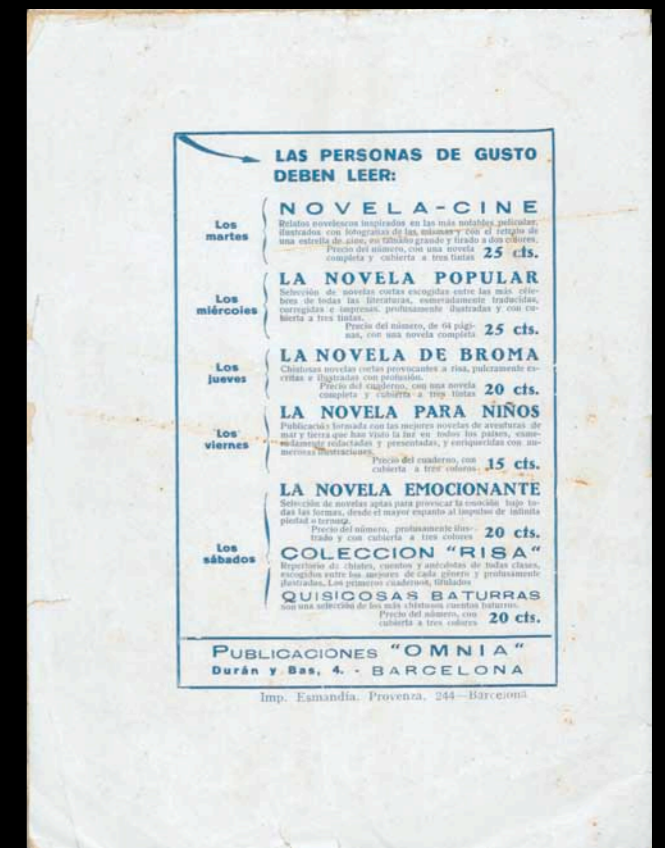 LAS PERSONAS DE GUSTO
DEBEN LEER:
Los
martes
NOVELA-CINE
Relatos novelescos inspirados en las más notables películas,
ilustrados con fotografías de las mismas y con el retrato de
una estrella de cine, en tamaño grande y tirado a dos colores.
Precio del número, con una novela
completa y cubierta a tres tintas 25 cts.
Los
miércoles
LA NOVELA POPULAR
Selección de novelas cortas escogidas entre las más céle-
bres de todas las literaturas, esmeradamente traducidas,
corregidas e impresas, profusamente ilustradas y con cu-
bierta a tres tintas.
Precio del número, de 64 pági-
nas, con una novela completa 25 cts.
Los
jueves
LA NOVELA DE BROMA
Chistosas novelas cortas provocantes a risa, pulcramente es-
critas e ilustradas con profusión.
Precio del cuaderno, con una novela
completa y cubierta a tres tintas 20 cts.
Los
viernes
LA NOVELA PARA NIÑOS
Publicación formada con las mejores novelas de aventuras de
mar y tierra que han visto la luz en todos los países, esme-
radamente redactadas y presentadas, y enriquecidas con nu-
merosas ilustraciones.
Precio del cuaderno, con
cubierta a tres colores 15 cts.
Los
sábados
LA NOVELA EMOCIONANTE
Selección de novelas aptas para provocar la emoción bajo to-
das las formas, desde el mayor espanto al impulso de infinita
piedad o ternura.
Precio del número, profusamente ilus-
trado y con cubierta a tres colores 20 cts.
COLECCION "RISA"
Repertorio de chistes, cuentos y anécdotas de todas clases,
escogidos entre los mejores de cada género y profusamente
ilustrados. Los primeros cuadernos, titulados
QUISICOSAS BATURRAS
son una selección de los más chistosos cuentos baturros.
Precio del número, con
cubierta a tres colores 20 cts.
PUBLICACIONES "OMNIA"
Durán y Bas, 4. - BARCELONA
Imp. Esmandía. Provenza, 244—Barcelona